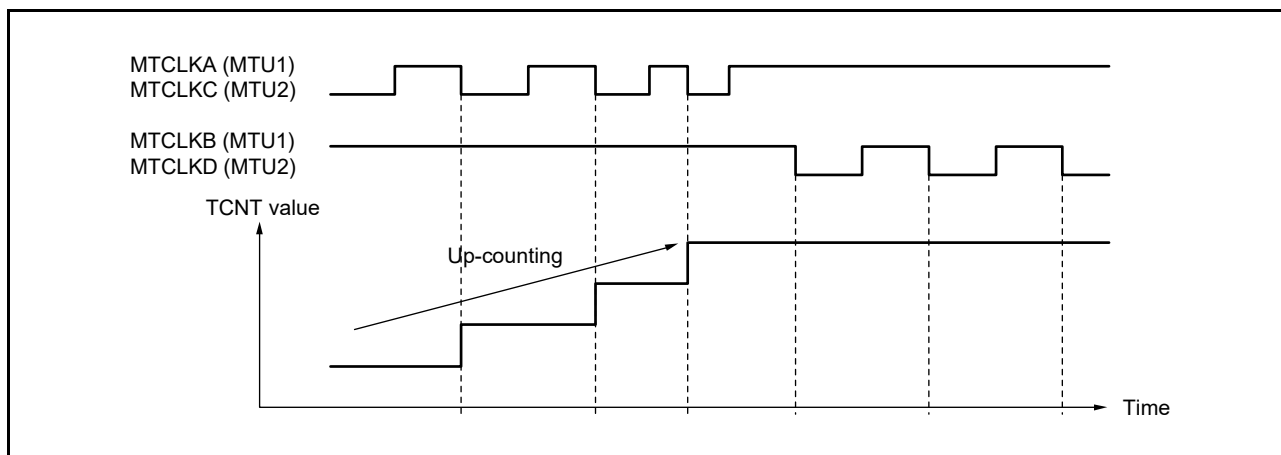 MTCLKA (MTU1)
MTCLKC (MTU2)
MTCLKB (MTU1)
MTCLKD (MTU2)
TCNT value
Up-counting
Time